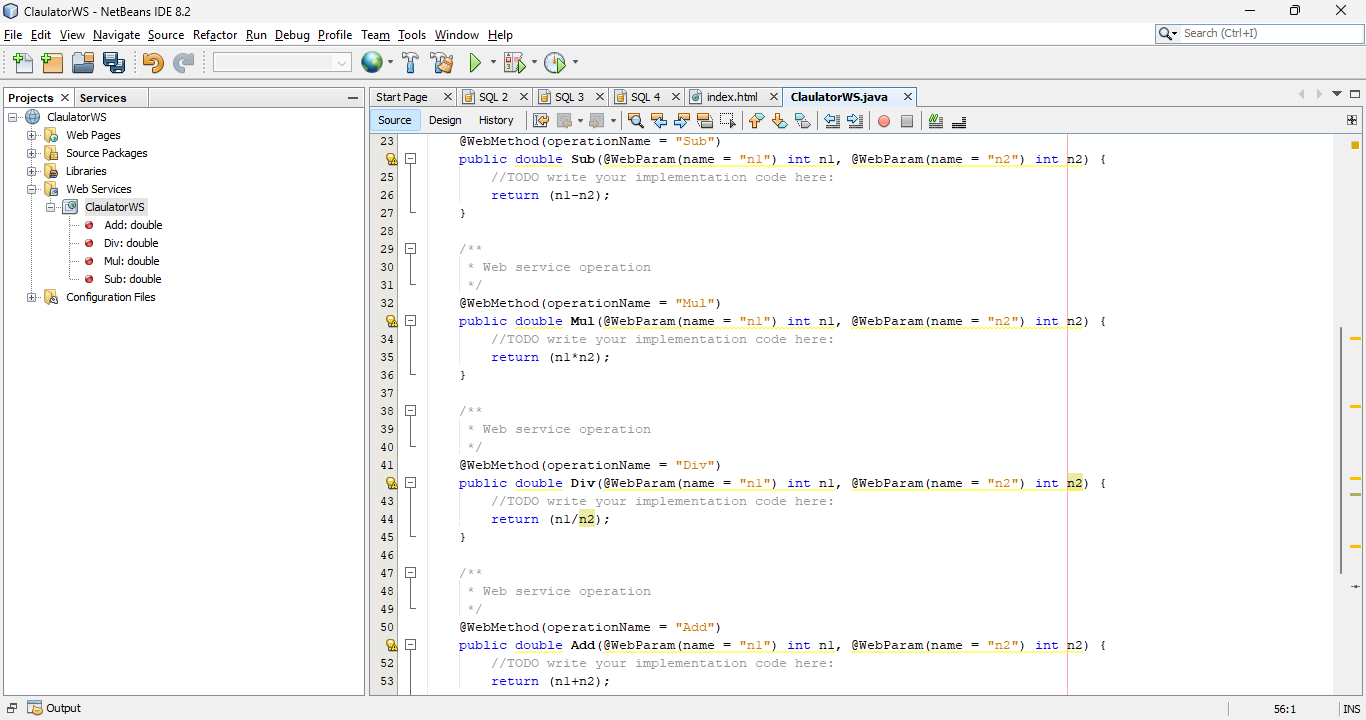 ClaulatorWS - NetBeans IDE 8.2
File Edit View Navigate Source Refactor Run Debug Profile Team Tools Window Help
Search (Ctrl+I)
Projects Services
Start Page SQL 2 SQL 3 SQL 4 index.html ClaulatorWS.java
Source Design History
ClaulatorWS
Web Pages
Source Packages
Libraries
Web Services
ClaulatorWS
Add: double
Div: double
Mul: double
Sub: double
Configuration Files
23 @WebMethod(operationName = "Sub")
public double Sub(@WebParam(name = "n1") int n1, @WebParam(name = "n2") int n2) {
25 //TODO write your implementation code here:
26 return (n1-n2);
27 }
28
29 /**
30 * Web service operation
31 */
32 @WebMethod(operationName = "Mul")
public double Mul(@WebParam(name = "n1") int n1, @WebParam(name = "n2") int n2) {
34 //TODO write your implementation code here:
35 return (n1*n2);
36 }
37
38 /**
39 * Web service operation
40 */
41 @WebMethod(operationName = "Div")
public double Div(@WebParam(name = "n1") int n1, @WebParam(name = "n2") int n2) {
43 //TODO write your implementation code here:
44 return (n1/n2);
45 }
46
47 /**
48 * Web service operation
49 */
50 @WebMethod(operationName = "Add")
public double Add(@WebParam(name = "n1") int n1, @WebParam(name = "n2") int n2) {
52 //TODO write your implementation code here:
53 return (n1+n2);
Output
56:1 INS